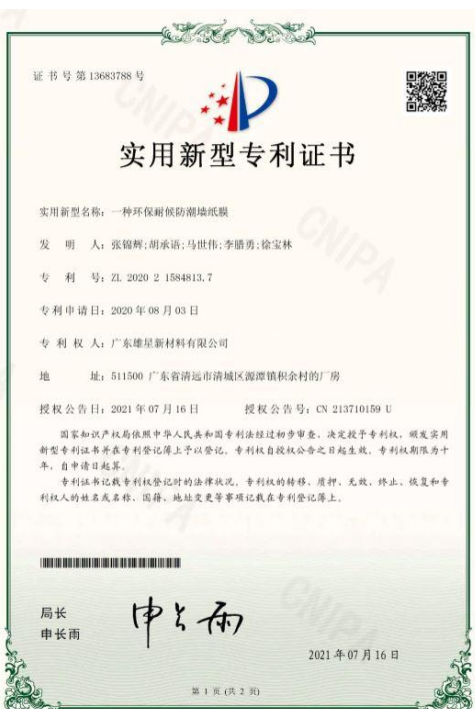 证书号第13683788号
实用新型专利证书
实用新型名称：一种环保耐候防潮墙纸膜
发 明 人：张锦辉;胡承语;马世伟;李腊勇;徐宝林
专 利 号：ZL 2020 2 1584813.7
专利申请日：2020年08月03日
专 利 权 人：广东雄星新材料有限公司
地 址：511500 广东省清远市清城区源潭镇积余村的厂房
授权公告日：2021年07月16日 授权公告号：CN 213710159 U
国家知识产权局依照中华人民共和国专利法经过初步审查，决定授予专利权，颁发实用
新型专利证书并在专利登记簿上予以登记。专利权自授权公告之日起生效。专利权期限为十
年，自申请日起算。
专利证书记载专利权登记时的法律状况。专利权的转移、质押、无效、终止、恢复和专
利权人的姓名或名称、国籍、地址变更等事项记载在专利登记簿上。
局长
申长雨
申长雨
2021年07月16日
第 1 页 (共 2 页)
CNIPA
CNIPA
CNIPA